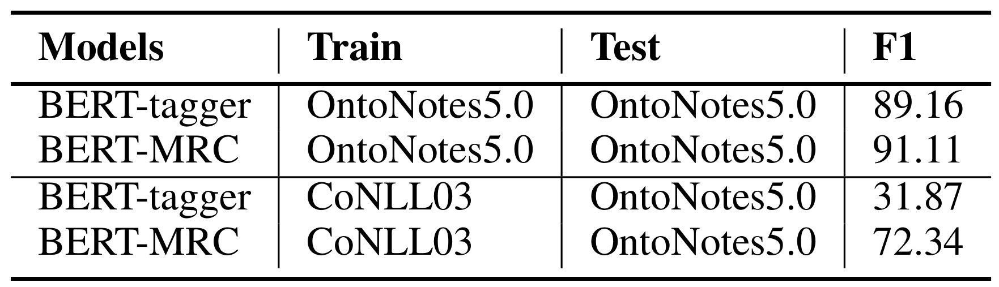 Models Train Test F1
BERT-tagger OntoNotes5.0 OntoNotes5.0 89.16
BERT-MRC OntoNotes5.0 OntoNotes5.0 91.11
BERT-tagger CoNLL03 OntoNotes5.0 31.87
BERT-MRC CoNLL03 OntoNotes5.0 72.34